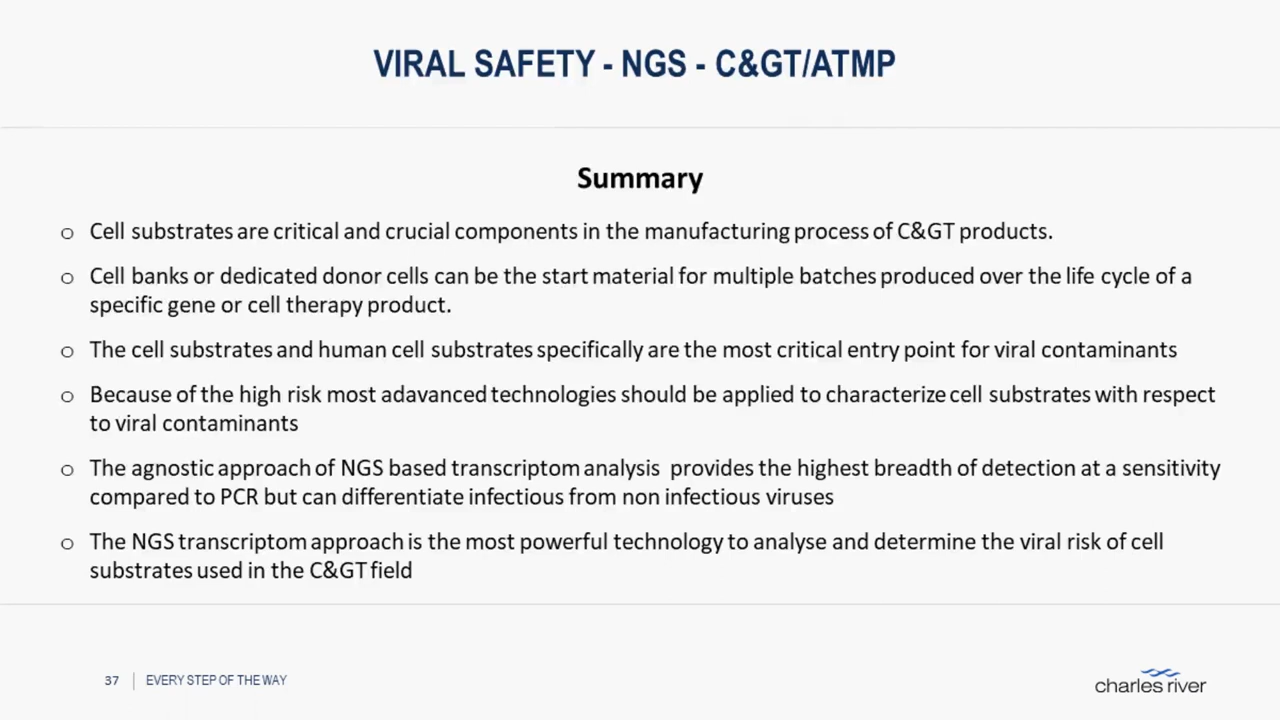 VIRAL SAFETY - NGS - C&GT/ATMP
Summary
o Cell substrates are critical and crucial components in the manufacturing process of C&GT products.
o Cell banks or dedicated donor cells can be the start material for multiple batches produced over the life cycle of a
specific gene or cell therapy product.
o The cell substrates and human cell substrates specifically are the most critical entry point for viral contaminants
o Because of the high risk most adavanced technologies should be applied to characterize cell substrates with respect
to viral contaminants
o The agnostic approach of NGS based transcriptom analysis provides the highest breadth of detection at a sensitivity
compared to PCR but can differentiate infectious from non infectious viruses
o The NGS transcriptom approach is the most powerful technology to analyse and determine the viral risk of cell
substrates used in the C&GT field
37 | EVERY STEP OF THE WAY
charles river